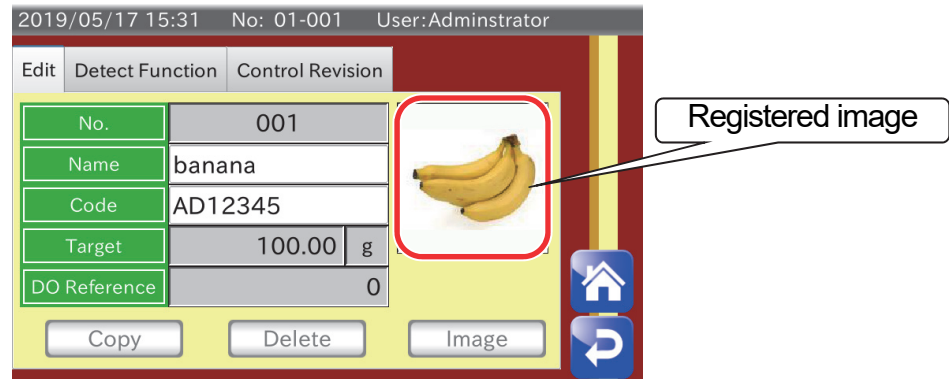 2019/05/17 15:31 No: 01-001 User:Adminstrator
Edit Detect Function Control Revision
No. 001
Name banana
Code AD12345
Target 100.00 g
DO Reference 0
Copy Delete Image
Registered image